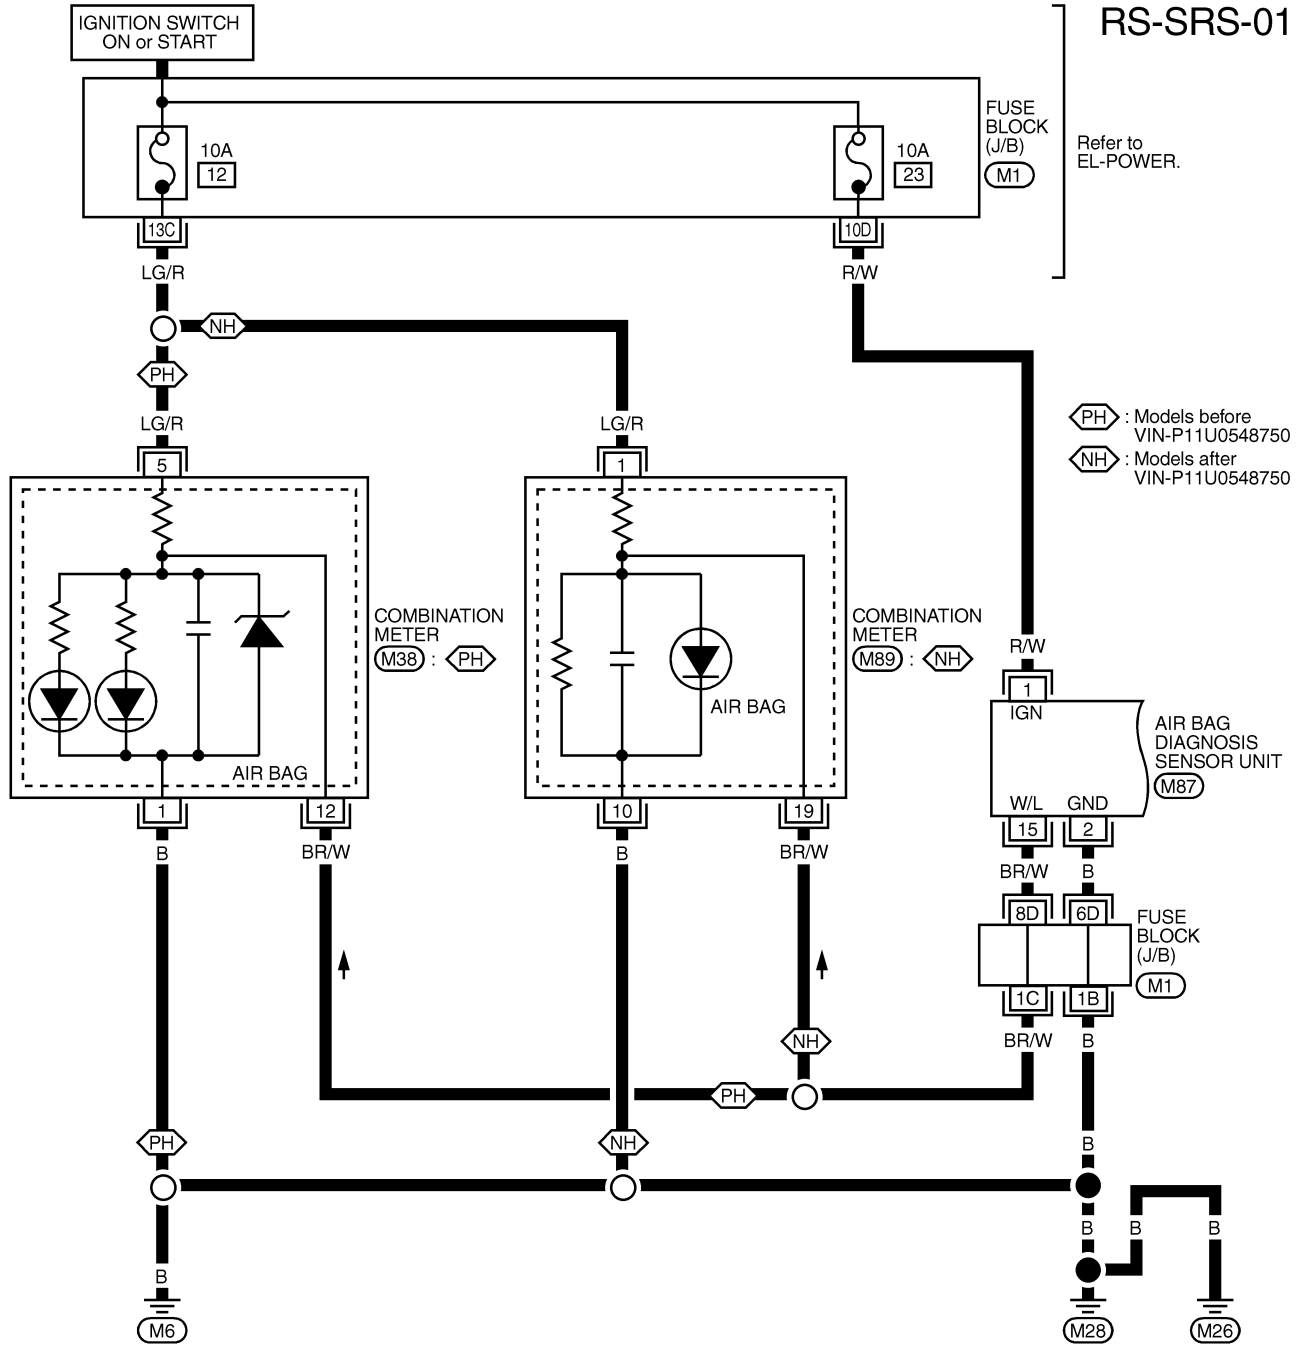 RS-SRS-01
IGNITION SWITCH
ON or START
10A
12
10A
23
FUSE
BLOCK
(J/B)
M1
Refer to
EL-POWER.
13C
10D
LG/R
R/W
NH
PH
LG/R
LG/R
PH : Models before
VIN-P11U0548750
NH : Models after
VIN-P11U0548750
5
1
COMBINATION
METER
M38 : PH
COMBINATION
METER
M89 : NH
R/W
1
IGN
AIR BAG
AIR BAG
AIR BAG
DIAGNOSIS
SENSOR UNIT
M87
W/L GND
1
12
10
19
15
2
B
BR/W
B
BR/W
BR/W
B
8D
6D
FUSE
BLOCK
(J/B)
M1
1C
1B
NH
BR/W
B
PH
PH
NH
B
B
B
B
B
M6
M28
M26